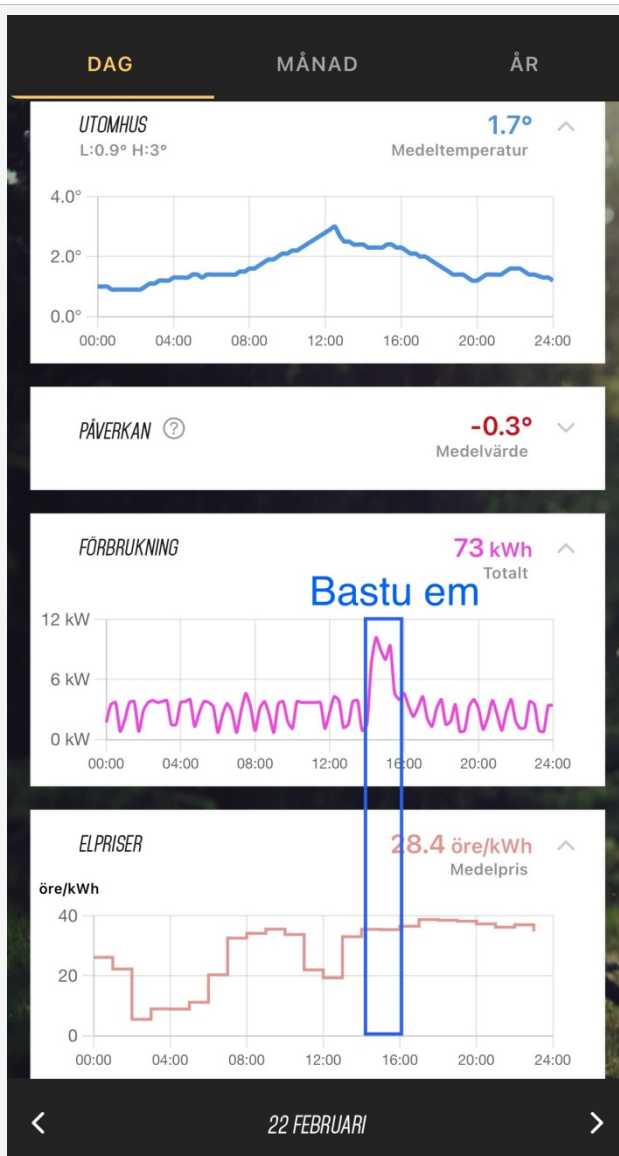 DAG MÅNAD ÅR
UTOMHUS 1.7°
L:0.9° H:3° Medeltemperatur
4.0°
2.0°
0.0°
00:00 04:00 08:00 12:00 16:00 20:00 24:00
PÅVERKAN ? -0.3°
Medelvärde
FÖRBRUKNING 73 kWh
Totalt
Bastu em
12 kW
6 kW
0 kW
00:00 04:00 08:00 12:00 16:00 20:00 24:00
ELPRISER 28.4 öre/kWh
Medelpris
öre/kWh
40
20
0
00:00 04:00 08:00 12:00 16:00 20:00 24:00
22 FEBRUARI